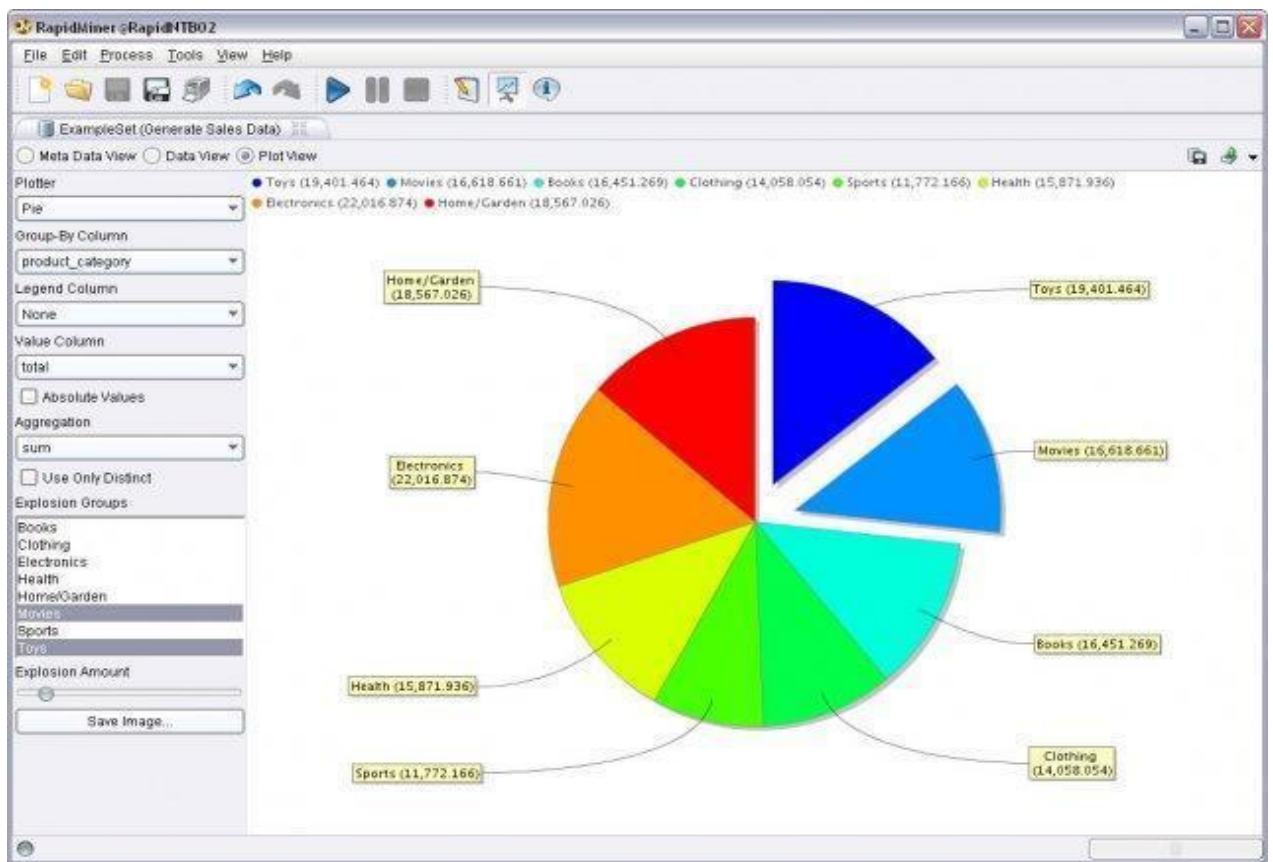 RapidMiner@RapidNTB02
File Edit Process Tools View Help
ExampleSet (Generate Sales Data)
Meta Data View Data View Plot View
Plotter
Pie
Group-By Column
product_category
Legend Column
None
Value Column
total
Absolute Values
Aggregation
sum
Use Only Distinct
Explosion Groups
Books
Clothing
Electronics
Health
Home/Garden
Movies
Sports
Toys
Explosion Amount
Save Image...
Toys (19,401.464) Movies (16,618.661) Books (16,451.269) Clothing (14,058.054) Sports (11,772.166) Health (15,871.936)
Electronics (22,016.874) Home/Garden (18,567.026)
Home/Garden
(18,567.026)
Toys (19,401.464)
Movies (16,618.661)
Electronics
(22,016.874)
Books (16,451.269)
Health (15,871.936)
Clothing
(14,058.054)
Sports (11,772.166)